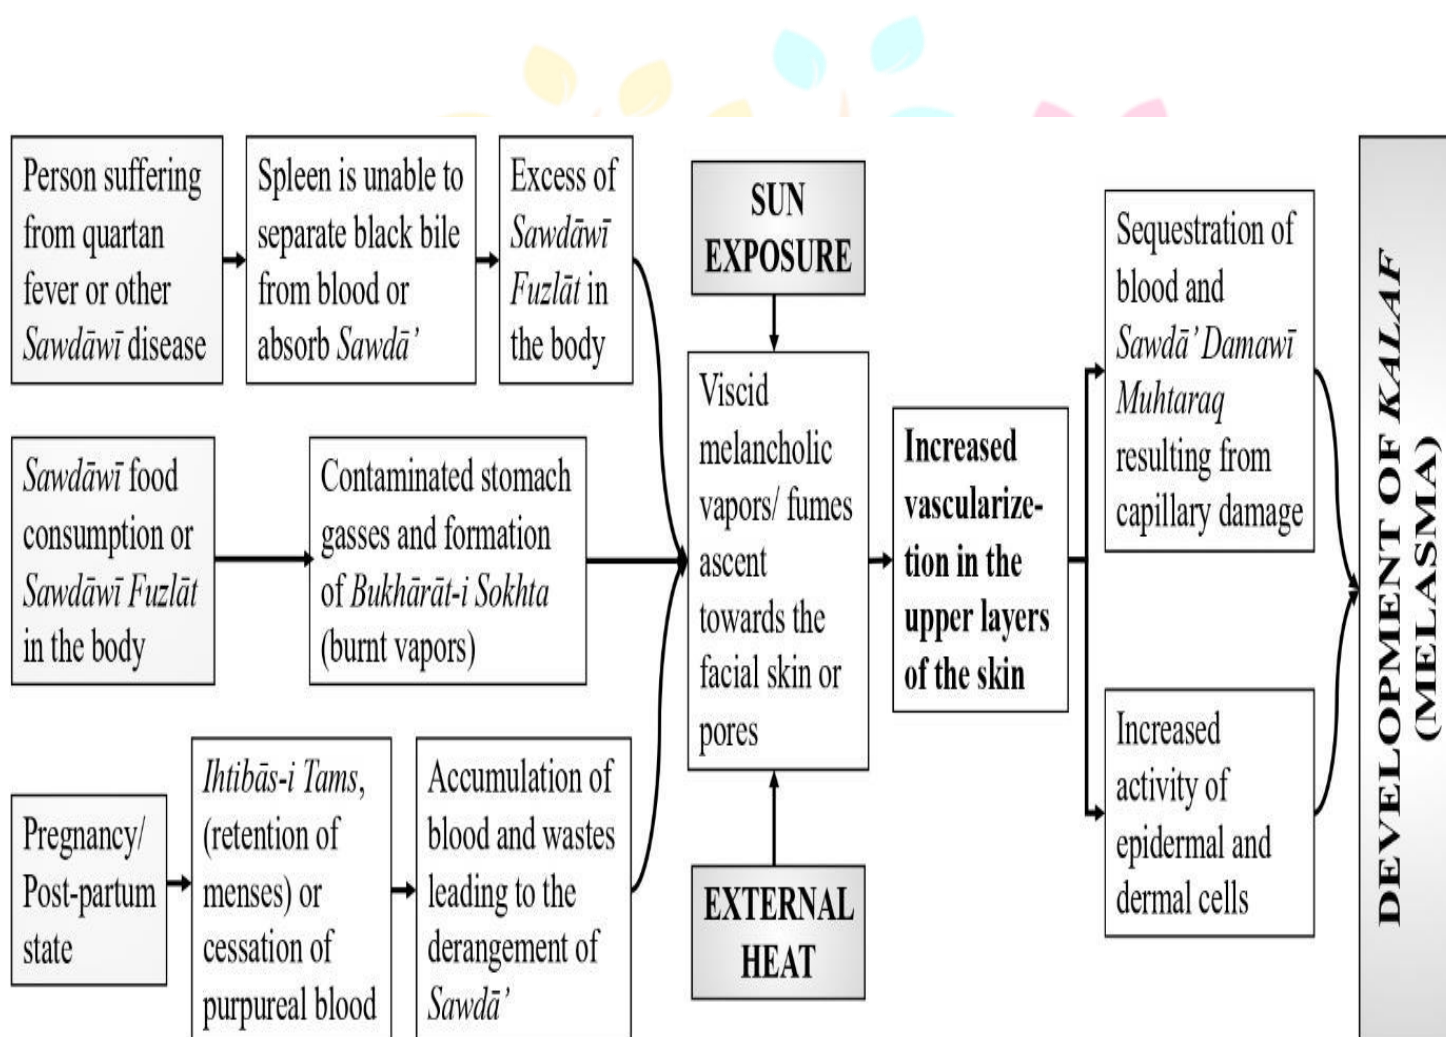 Person suffering
from quartan
fever or other
Sawdāwī disease
Spleen is unable to
separate black bile
from blood or
absorb Sawdā’
Excess of
Sawdāwī
Fuzlāt in
the body
Sawdāwī food
consumption or
Sawdāwī Fuzlāt
in the body
Contaminated stomach
gasses and formation
of Bukhārāt-i Sokhta
(burnt vapors)
Pregnancy/
Post-partum
state
Ihtibās-i Tams,
(retention of
menses) or
cessation of
purpureal blood
Accumulation of
blood and wastes
leading to the
derangement of
Sawdā’
SUN
EXPOSURE
Viscid
melancholic
vapors/ fumes
ascent
towards the
facial skin or
pores
EXTERNAL
HEAT
Increased
vascularize-
tion in the
upper layers
of the skin
Sequestration of
blood and
Sawdā’ Damawī
Muhtaraq
resulting from
capillary damage
Increased
activity of
epidermal and
dermal cells
DEVELOPMENT OF KALAF
(MELASMA)